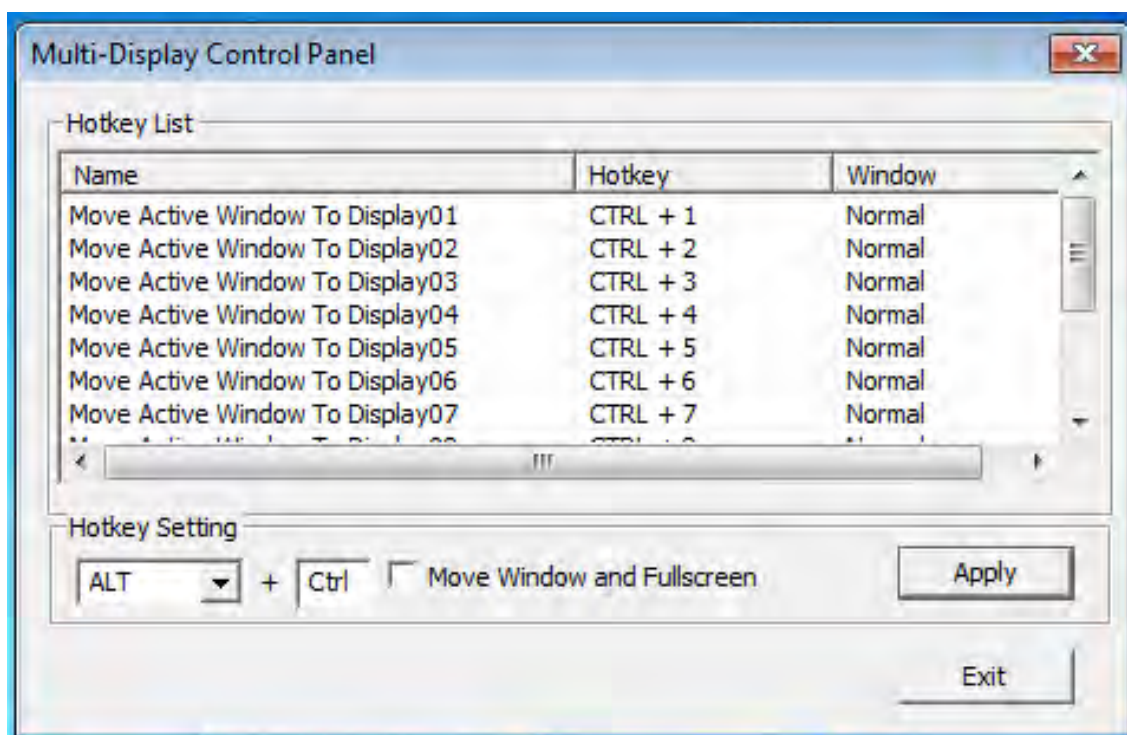 Multi-Display Control Panel
Hotkey List
Name Hotkey Window
Move Active Window To Display01 CTRL + 1 Normal
Move Active Window To Display02 CTRL + 2 Normal
Move Active Window To Display03 CTRL + 3 Normal
Move Active Window To Display04 CTRL + 4 Normal
Move Active Window To Display05 CTRL + 5 Normal
Move Active Window To Display06 CTRL + 6 Normal
Move Active Window To Display07 CTRL + 7 Normal
Hotkey Setting
ALT + Ctrl Move Window and Fullscreen Apply
Exit